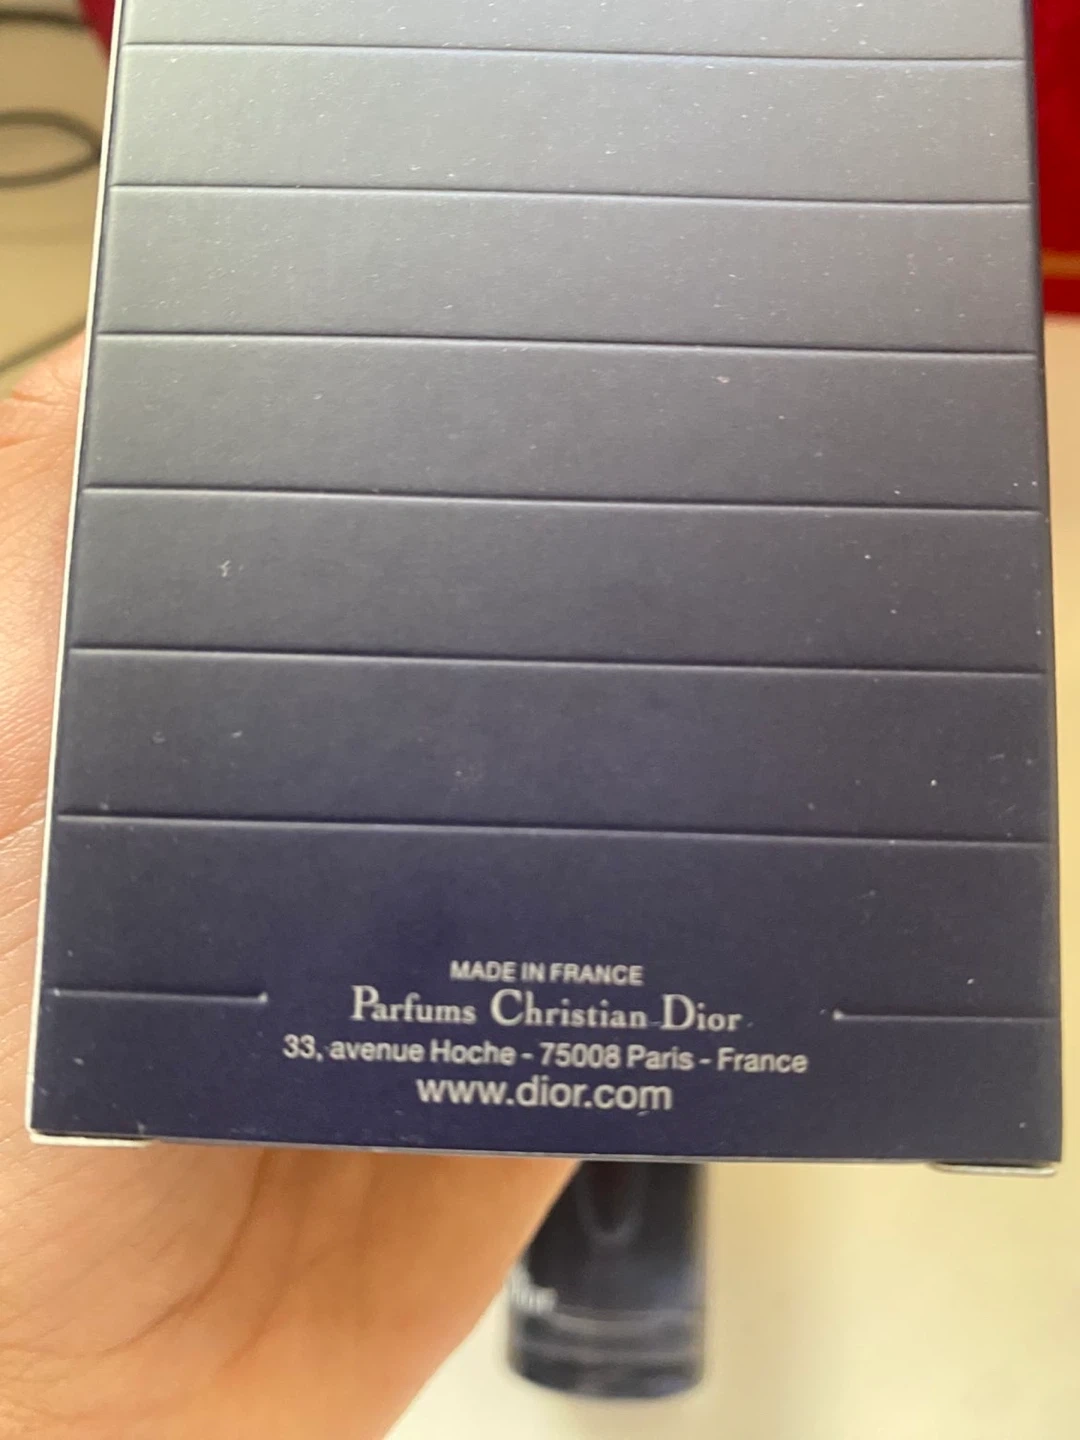 MADE IN FRANCE
Parfums Christian Dior
33, avenue Hoche - 75008 Paris - France
www.dior.com